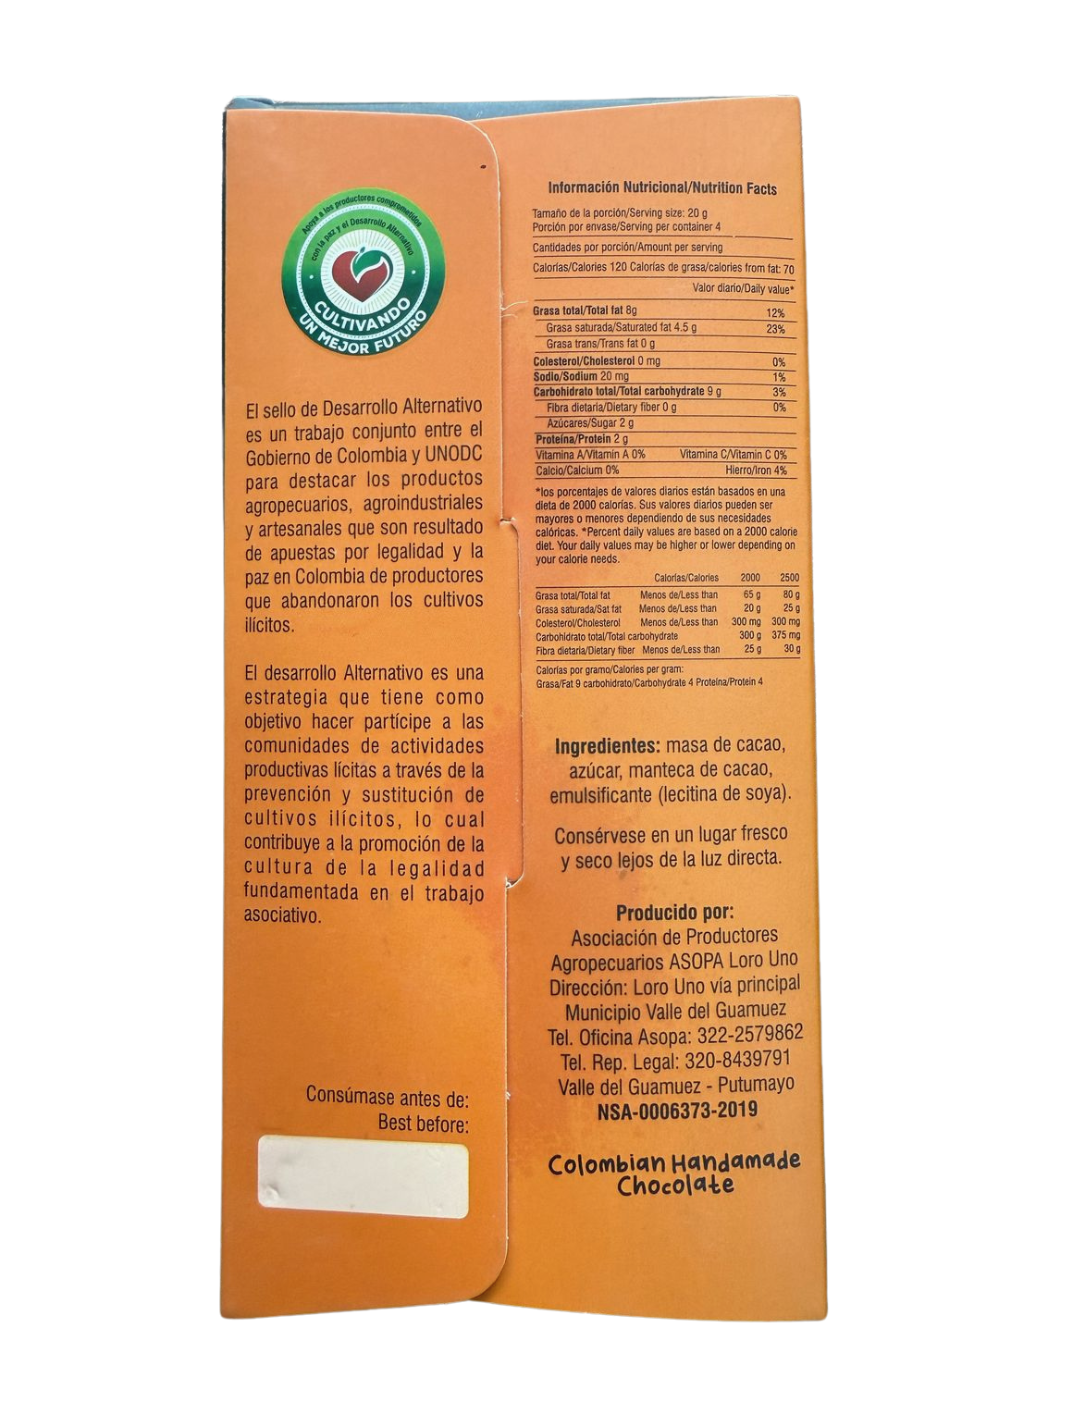 Apoya a los productores comprometidos
con la paz y el Desarrollo Alternativo
CULTIVANDO
UN MEJOR FUTURO
El sello de Desarrollo Alternativo
es un trabajo conjunto entre el
Gobierno de Colombia y UNODC
para destacar los productos
agropecuarios, agroindustriales
y artesanales que son resultado
de apuestas por legalidad y la
paz en Colombia de productores
que abandonaron los cultivos
ilícitos.
El desarrollo Alternativo es una
estrategia que tiene como
objetivo hacer partícipe a las
comunidades de actividades
productivas lícitas a través de la
prevención y sustitución de
cultivos ilícitos, lo cual
contribuye a la promoción de la
cultura de la legalidad
fundamentada en el trabajo
asociativo.
Consúmase antes de:
Best before:
Información Nutricional/Nutrition Facts
Tamaño de la porción/Serving size: 20 g
Porción por envase/Serving per container 4
Cantidades por porción/Amount per serving
Calorías/Calories 120 Calorías de grasa/calories from fat: 70
Valor diario/Daily value*
Grasa total/Total fat 8g 12%
Grasa saturada/Saturated fat 4.5 g 23%
Grasa trans/Trans fat 0 g
Colesterol/Cholesterol 0 mg 0%
Sodio/Sodium 20 mg 1%
Carbohidrato total/Total carbohydrate 9 g 3%
Fibra dietaria/Dietary fiber 0 g 0%
Azúcares/Sugar 2 g
Proteína/Protein 2 g
Vitamina A/Vitamin A 0% Vitamina C/Vitamin C 0%
Calcio/Calcium 0% Hierro/Iron 4%
*los porcentajes de valores diarios están basados en una
dieta de 2000 calorías. Sus valores diarios pueden ser
mayores o menores dependiendo de sus necesidades
calóricas. *Percent daily values are based on a 2000 calorie
diet. Your daily values may be higher or lower depending on
your calorie needs.
Calorías/Calories 2000 2500
Grasa total/Total fat Menos de/Less than 65 g 80 g
Grasa saturada/Sat fat Menos de/Less than 20 g 25 g
Colesterol/Cholesterol Menos de/Less than 300 mg 300 mg
Carbohidrato total/Total carbohydrate 300 g 375 mg
Fibra dietaria/Dietary fiber Menos de/Less than 25 g 30 g
Calorías por gramo/Calories per gram:
Grasa/Fat 9 carbohidrato/Carbohydrate 4 Proteína/Protein 4
Ingredientes: masa de cacao,
azúcar, manteca de cacao,
emulsificante (lecitina de soya).
Consérvese en un lugar fresco
y seco lejos de la luz directa.
Producido por:
Asociación de Productores
Agropecuarios ASOPA Loro Uno
Dirección: Loro Uno vía principal
Municipio Valle del Guamuez
Tel. Oficina Asopa: 322-2579862
Tel. Rep. Legal: 320-8439791
Valle del Guamuez - Putumayo
NSA-0006373-2019
Colombian Handamade
Chocolate